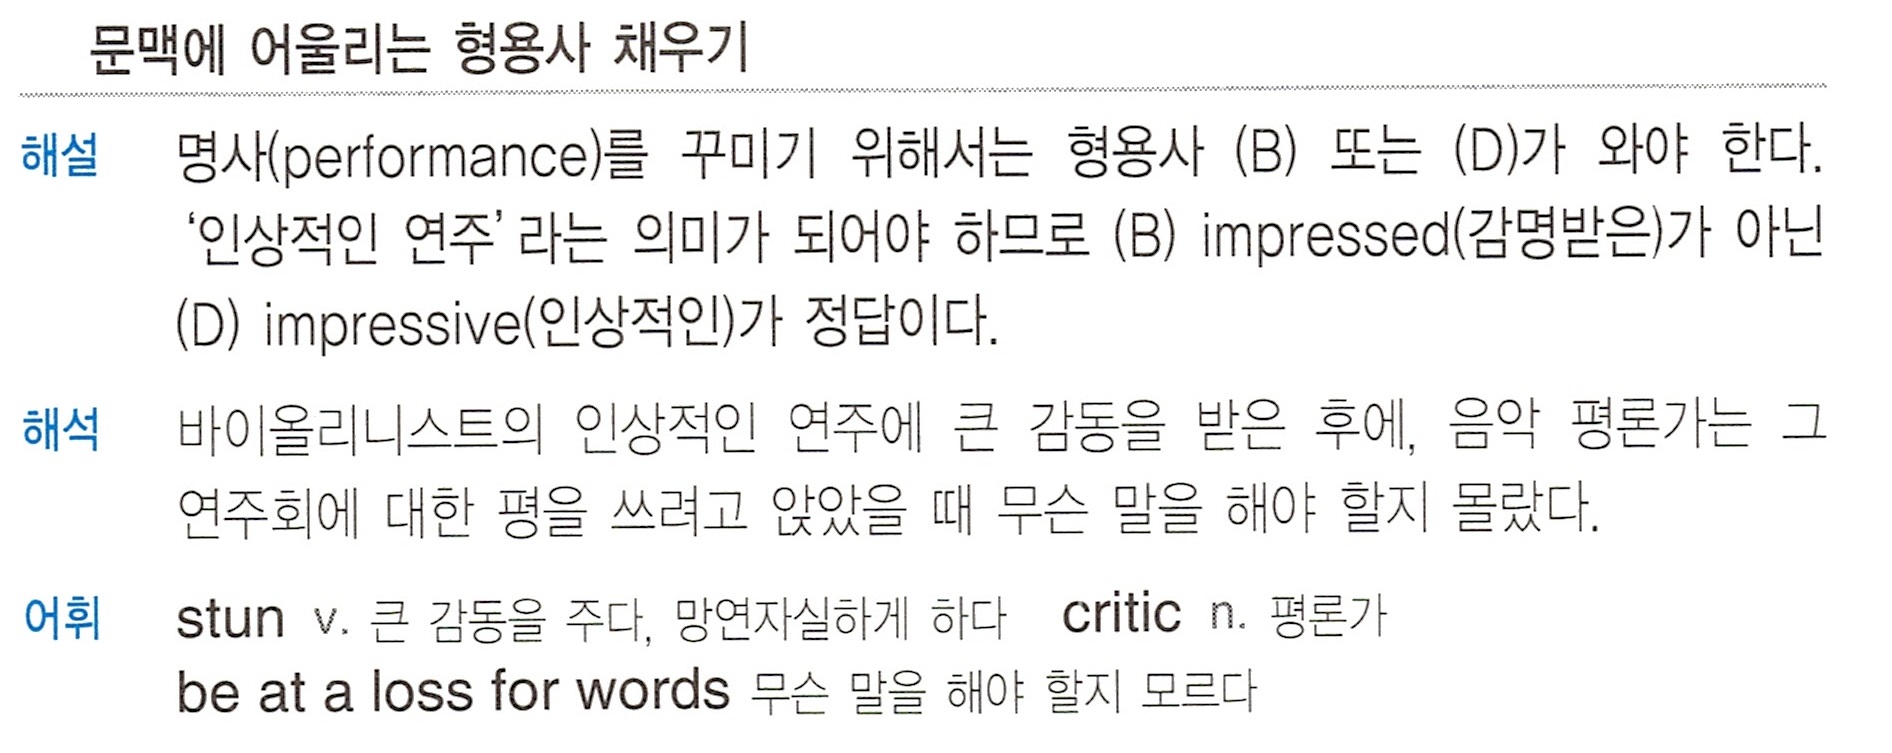 문맥에 어울리는 형용사 채우기
해설 명사(performance)를 꾸미기 위해서는 형용사 (B) 또는 (D)가 와야 한다.
‘인상적인 연주’라는 의미가 되어야 하므로 (B) impressed(감명받은)가 아닌
(D) impressive(인상적인)가 정답이다.
해석 바이올리니스트의 인상적인 연주에 큰 감동을 받은 후에, 음악 평론가는 그
연주회에 대한 평을 쓰려고 앉았을 때 무슨 말을 해야 할지 몰랐다.
어휘 stun v. 큰 감동을 주다, 망연자실하게 하다 critic n. 평론가
be at a loss for words 무슨 말을 해야 할지 모르다